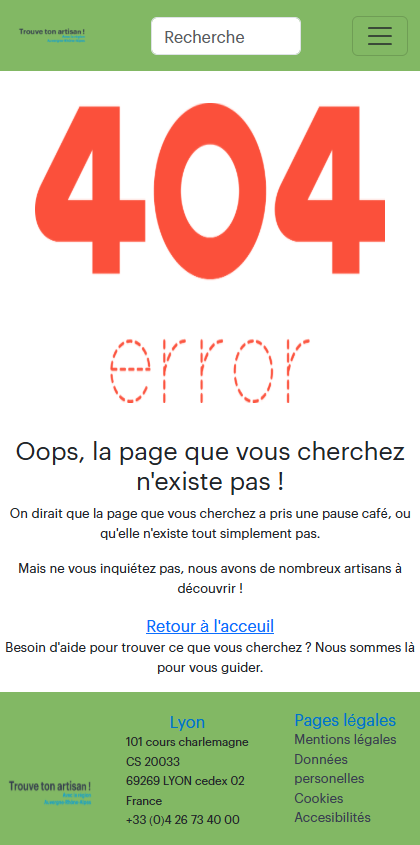 Trouve ton artisan !
Recherche
404
error
Oops, la page que vous cherchez
n'existe pas !
On dirait que la page que vous cherchez a pris une pause café, ou
qu'elle n'existe tout simplement pas.
Mais ne vous inquiétez pas, nous avons de nombreux artisans à
découvrir !
Retour à l'acceuil
Besoin d'aide pour trouver ce que vous cherchez ? Nous sommes là
pour vous guider.
Trouve ton artisan !
Lyon
101 cours charlemagne
CS 20033
69269 LYON cedex 02
France
+33 (0)4 26 73 40 00
Pages légales
Mentions légales
Données
personelles
Cookies
Accesibilités